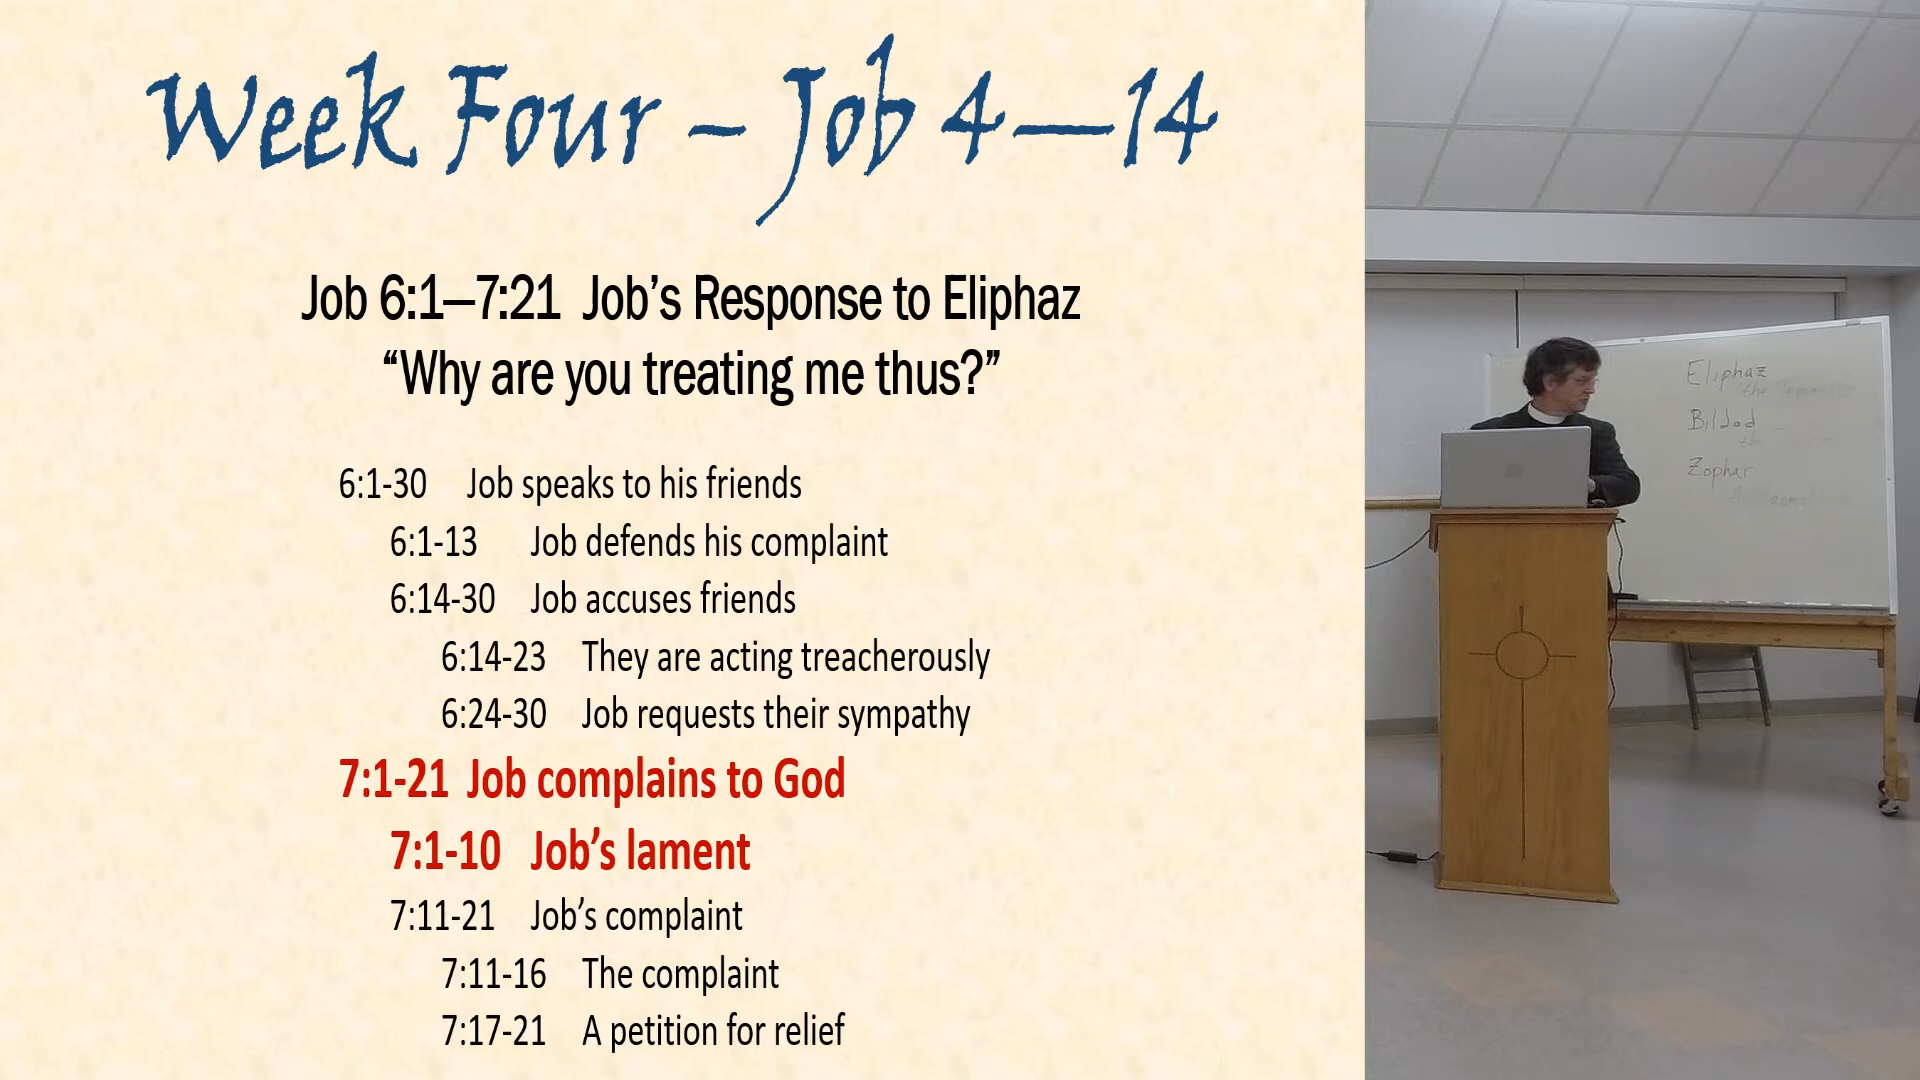 Week Four – Job 4—14
Job 6:1—7:21 Job’s Response to Eliphaz
“Why are you treating me thus?”
6:1-30 Job speaks to his friends
6:1-13 Job defends his complaint
6:14-30 Job accuses friends
6:14-23 They are acting treacherously
6:24-30 Job requests their sympathy
7:1-21 Job complains to God
7:1-10 Job’s lament
7:11-21 Job’s complaint
7:11-16 The complaint
7:17-21 A petition for relief
Eliphaz
the
Bildad
the
Zophar